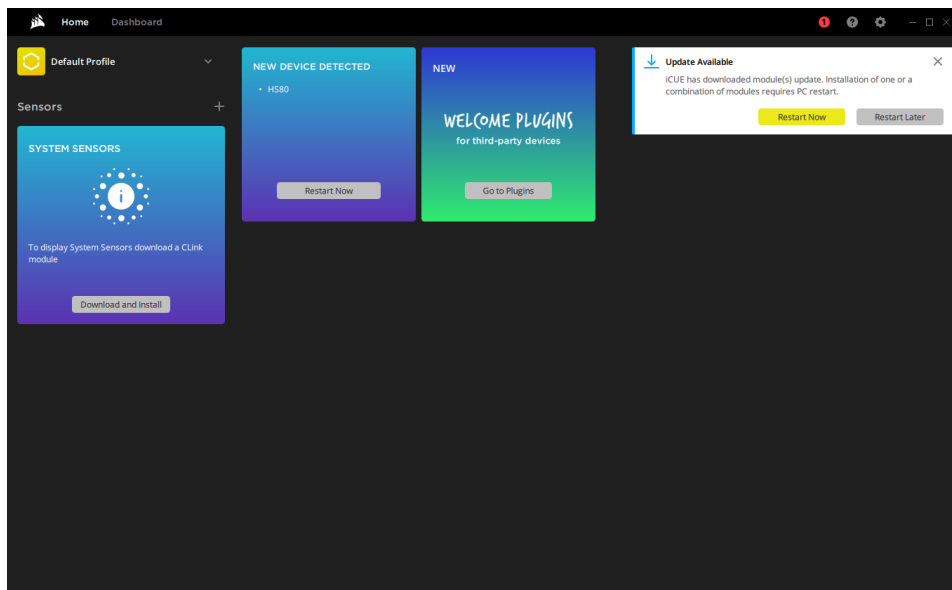 Home
Dashboard
1
?
Default Profile
Sensors
SYSTEM SENSORS
i
To display System Sensors download a CLink
module
Download and Install
NEW DEVICE DETECTED
• HS80
Restart Now
NEW
WELCOME PLUGINS
for third-party devices
Go to Plugins
Update Available
iCUE has downloaded module(s) update. Installation of one or a
combination of modules requires PC restart.
Restart Now
Restart Later